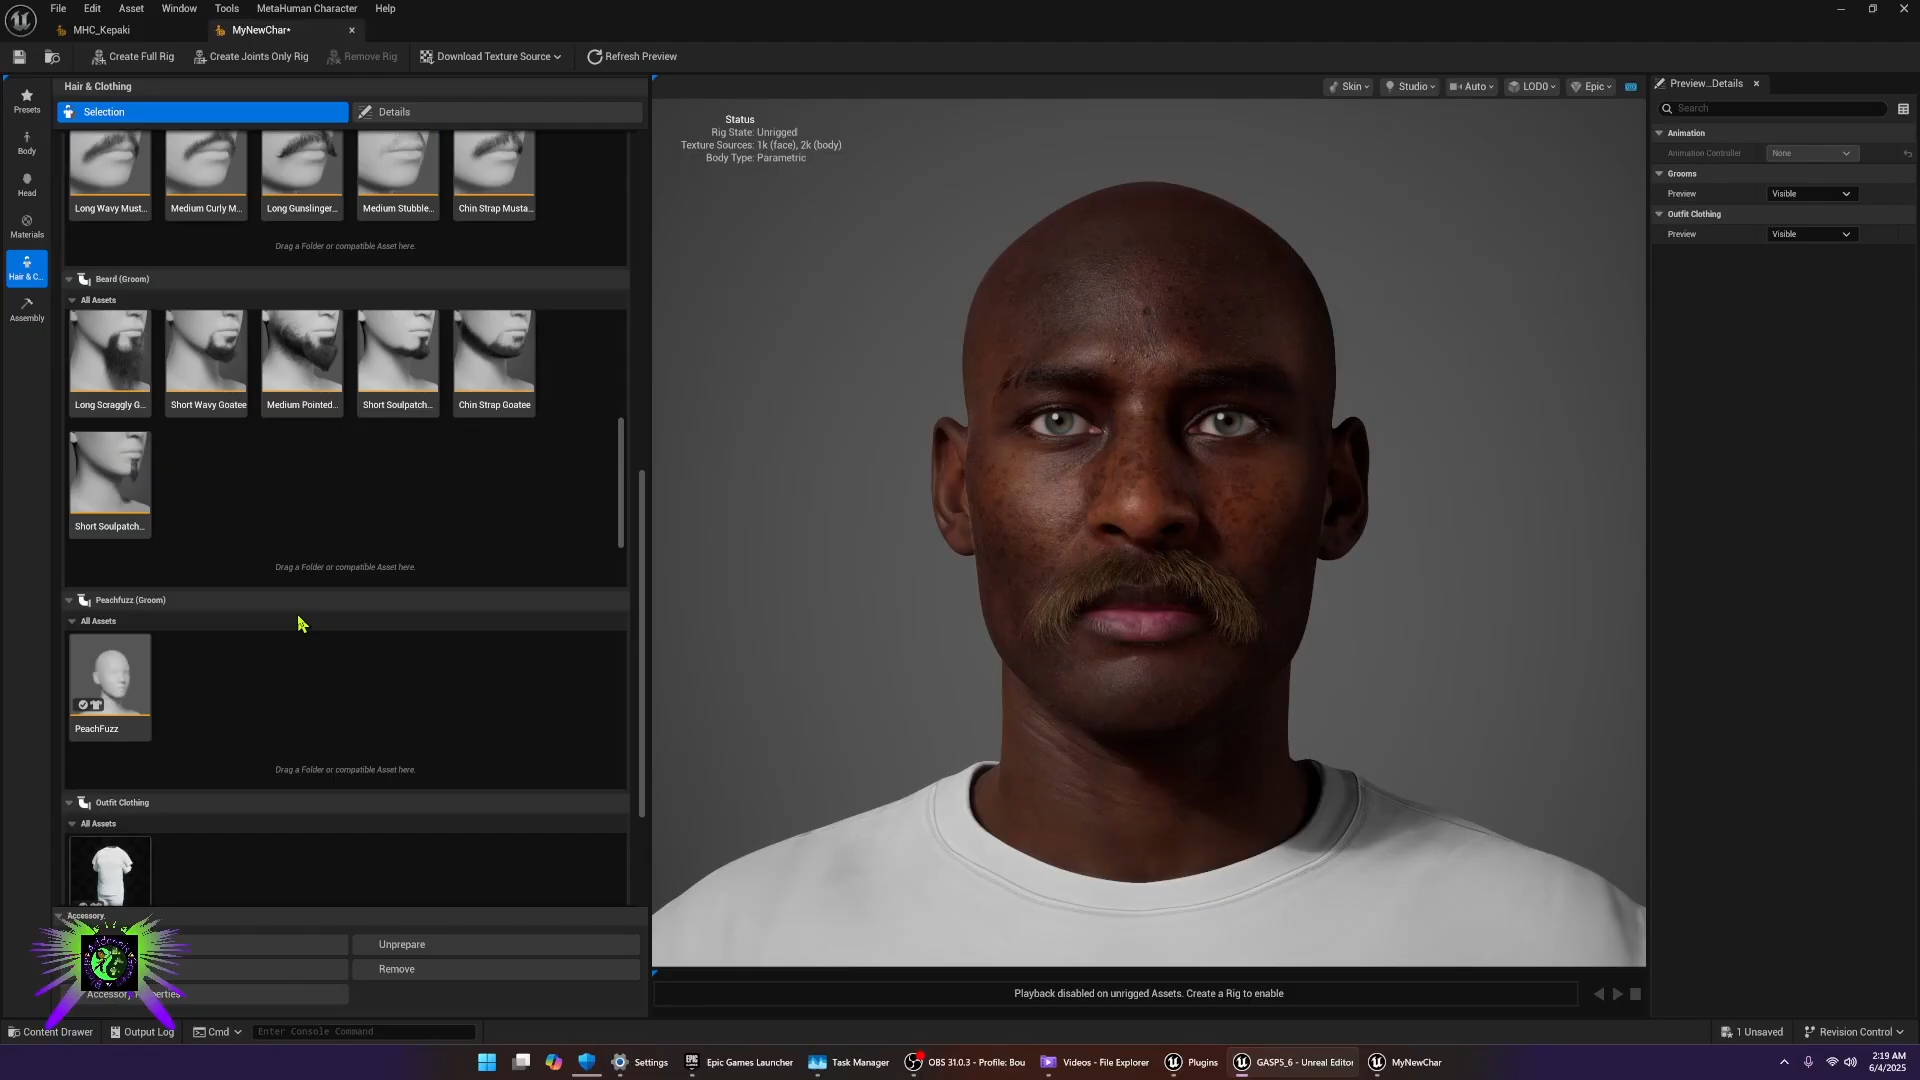 File Edit Asset Window Tools MetaHuman Character Help
MHC_Kepaki
MyNewChar*
Create Full Rig
Create Joints Only Rig
Remove Rig
Download Texture Source
Refresh Preview
Presets
Body
Head
Materials
Hair & C...
Assembly
Hair & Clothing
Selection
Details
Long Wavy Must...
Medium Curly M...
Long Gunslinger...
Medium Stubble...
Chin Strap Musta...
Drag a Folder or compatible Asset here.
Beard (Groom)
All Assets
Long Scraggly G...
Short Wavy Goatee
Medium Pointed...
Short Soulpatch...
Chin Strap Goatee
Short Soulpatch...
Drag a Folder or compatible Asset here.
Peachfuzz (Groom)
All Assets
PeachFuzz
Drag a Folder or compatible Asset here.
Outfit Clothing
All Assets
Accessory
Unprepare
Remove
Accessory Properties
Skin
Studio
Auto
LOD0
Epic
Status
Rig State: Unrigged
Texture Sources: 1k (face), 2k (body)
Body Type: Parametric
Playback disabled on unrigged Assets. Create a Rig to enable
Preview...Details
Search
Animation
Animation Controller
None
Grooms
Preview
Visible
Outfit Clothing
Preview
Visible
Content Drawer
Output Log
Cmd
Enter Console Command
1 Unsaved
Revision Control
Settings
Epic Games Launcher
Task Manager
OBS 31.0.3 - Profile: Bou
Videos - File Explorer
Plugins
GASP5_6 - Unreal Editor
MyNewChar
2:19 AM
6/4/2025